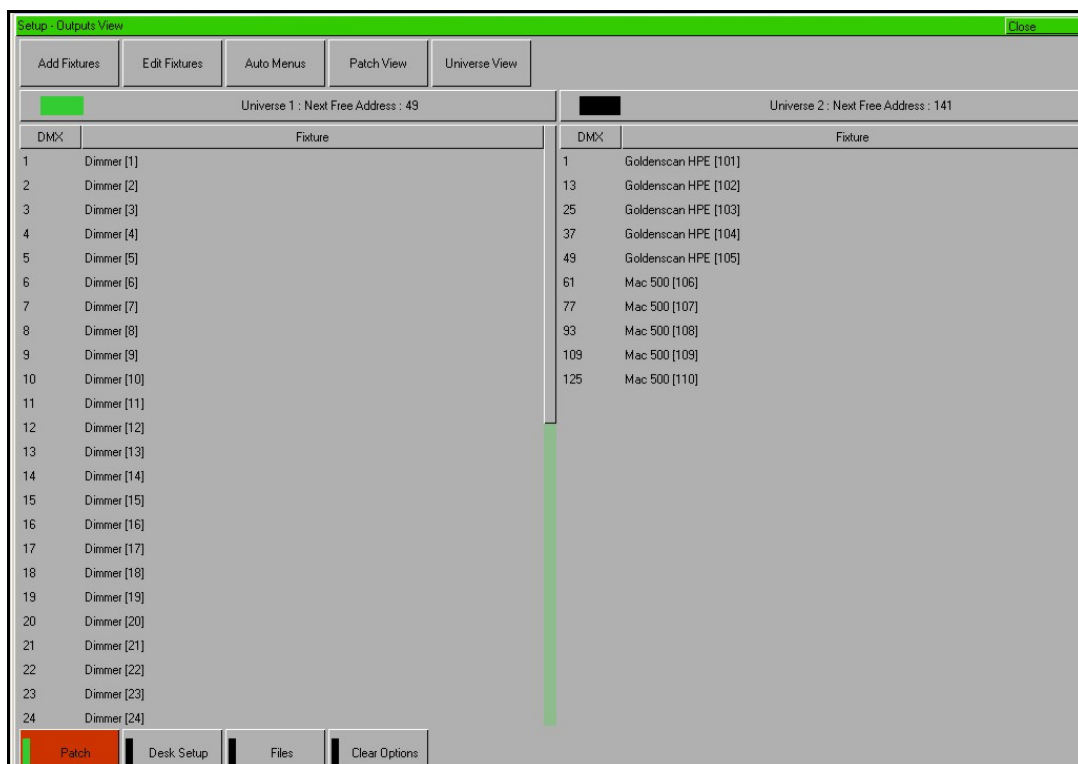 Setup - Outputs View
Close
Add Fixtures
Edit Fixtures
Auto Menus
Patch View
Universe View
Universe 1 : Next Free Address : 49
DMX Fixture
1 Dimmer [1]
2 Dimmer [2]
3 Dimmer [3]
4 Dimmer [4]
5 Dimmer [5]
6 Dimmer [6]
7 Dimmer [7]
8 Dimmer [8]
9 Dimmer [9]
10 Dimmer [10]
11 Dimmer [11]
12 Dimmer [12]
13 Dimmer [13]
14 Dimmer [14]
15 Dimmer [15]
16 Dimmer [16]
17 Dimmer [17]
18 Dimmer [18]
19 Dimmer [19]
20 Dimmer [20]
21 Dimmer [21]
22 Dimmer [22]
23 Dimmer [23]
24 Dimmer [24]
Universe 2 : Next Free Address : 141
DMX Fixture
1 Goldenscan HPE [101]
13 Goldenscan HPE [102]
25 Goldenscan HPE [103]
37 Goldenscan HPE [104]
49 Goldenscan HPE [105]
61 Mac 500 [106]
77 Mac 500 [107]
93 Mac 500 [108]
109 Mac 500 [109]
125 Mac 500 [110]
Patch
Desk Setup
Files
Clear Options